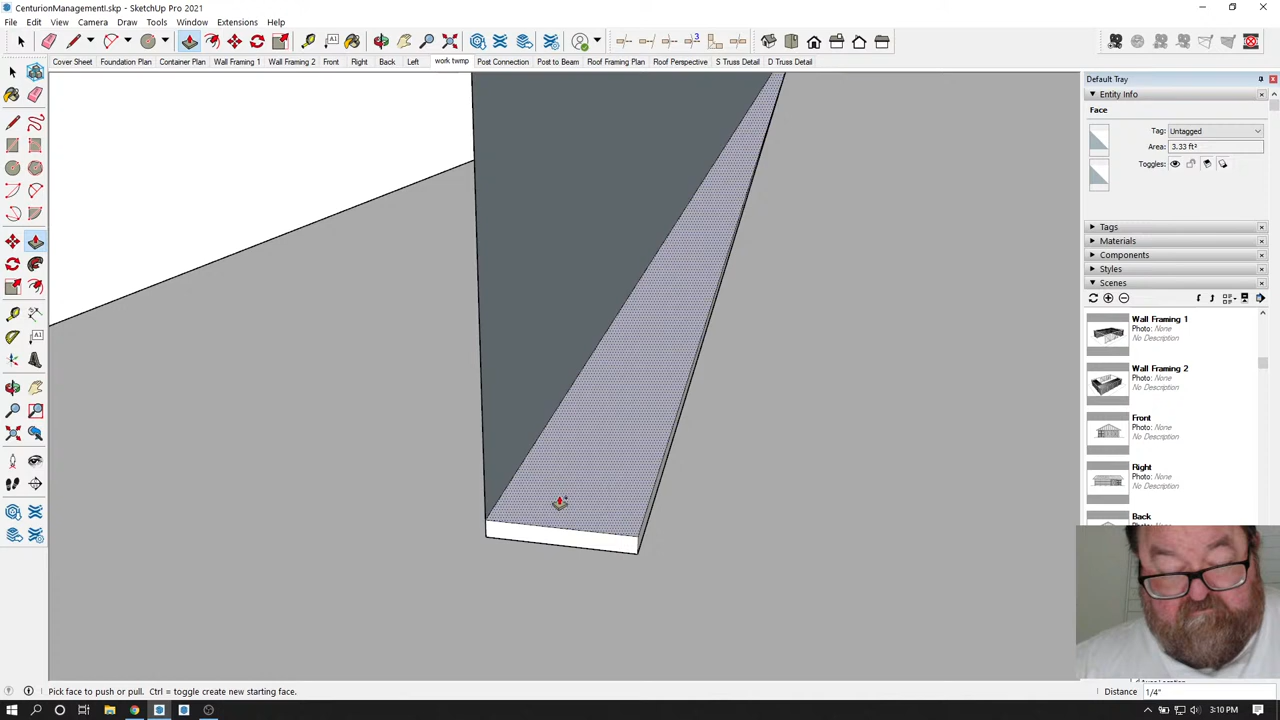 CenturionManagementi.skp - SketchUp Pro 2021
File Edit View Camera Draw Tools Window Extensions Help
3
Cover Sheet Foundation Plan Container Plan Wall Framing 1 Wall Framing 2 Front Right Back Left work twmp Post Connection Post to Beam Roof Framing Plan Roof Perspective S Truss Detail D Truss Detail
Default Tray
Entity Info
Face
Tag: Untagged
Area: 3.33 ft²
Toggles:
Tags
Materials
Components
Styles
Scenes
Wall Framing 1
Photo: None
No Description
Wall Framing 2
Photo: None
No Description
Front
Photo: None
No Description
Right
Photo: None
No Description
Back
Pick face to push or pull. Ctrl = toggle create new starting face.
Distance 1/4"
3:10 PM